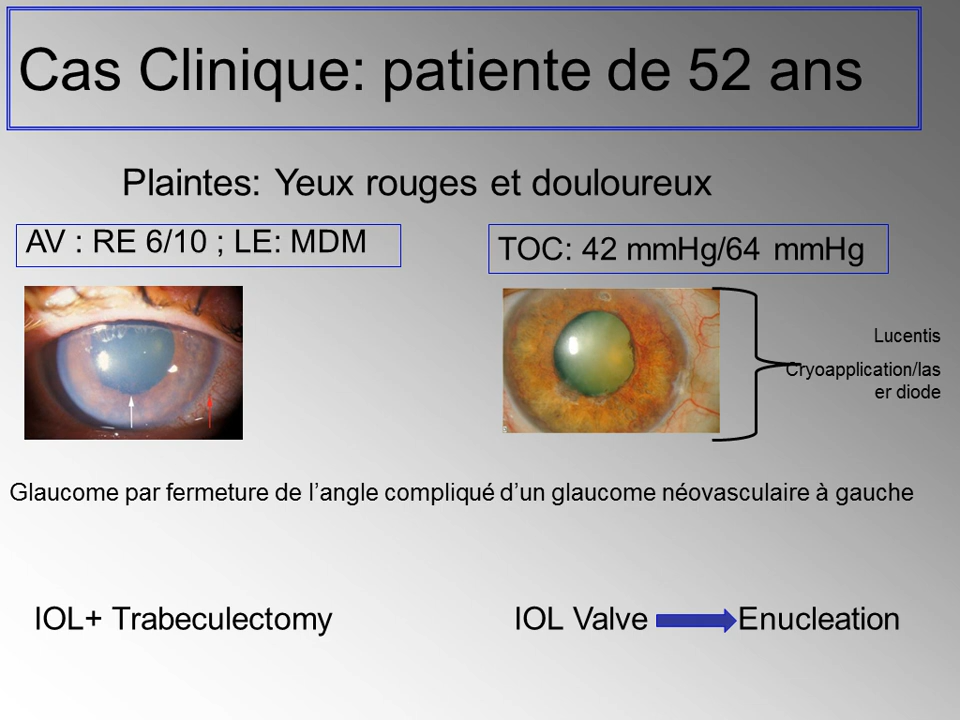 Cas Clinique: patiente de 52 ans
Plaintes: Yeux rouges et douloureux
AV : RE 6/10 ; LE: MDM
TOC: 42 mmHg/64 mmHg
Lucentis
Cryoapplication/las
er diode
Glaucome par fermeture de l’angle compliqué d’un glaucome néovasculaire à gauche
IOL+ Trabeculectomy
IOL Valve
Enucleation